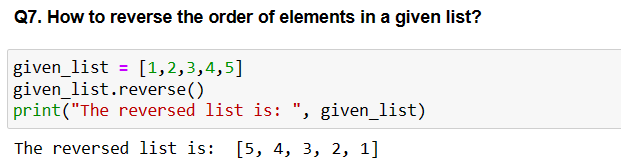 Q7. How to reverse the order of elements in a given list?
given_list = [1,2,3,4,5]
given_list.reverse()
print("The reversed list is: ", given_list)
The reversed list is:  [5, 4, 3, 2, 1]